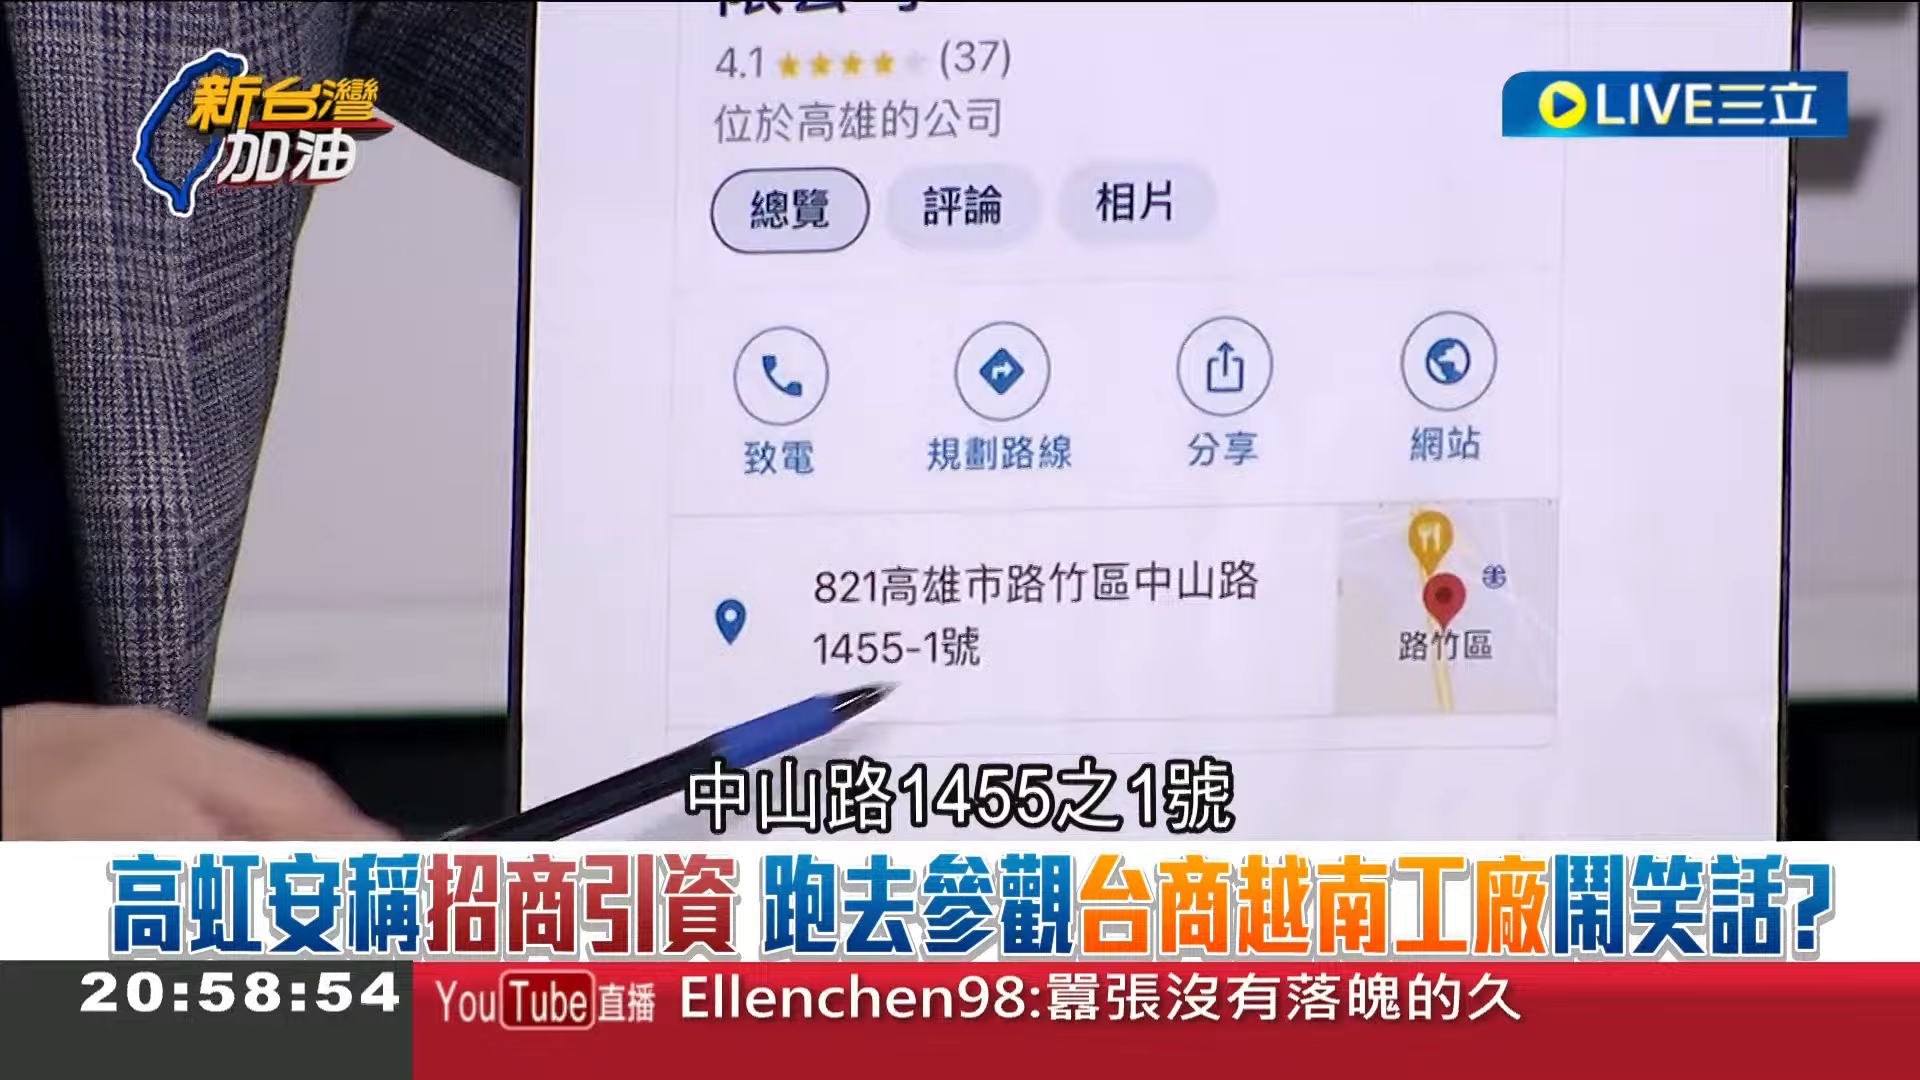 新台灣
加油
LIVE三立
4.1 (37)
位於高雄的公司
總覽 評論 相片
致電 規劃路線 分享 網站
821高雄市路竹區中山路
1455-1號
路竹區
中山路1455之1號
高虹安稱招商引資 跑去參觀台商越南工廠鬧笑話?
20:58:54
YouTube直播 Ellenchen98:囂張沒有落魄的久